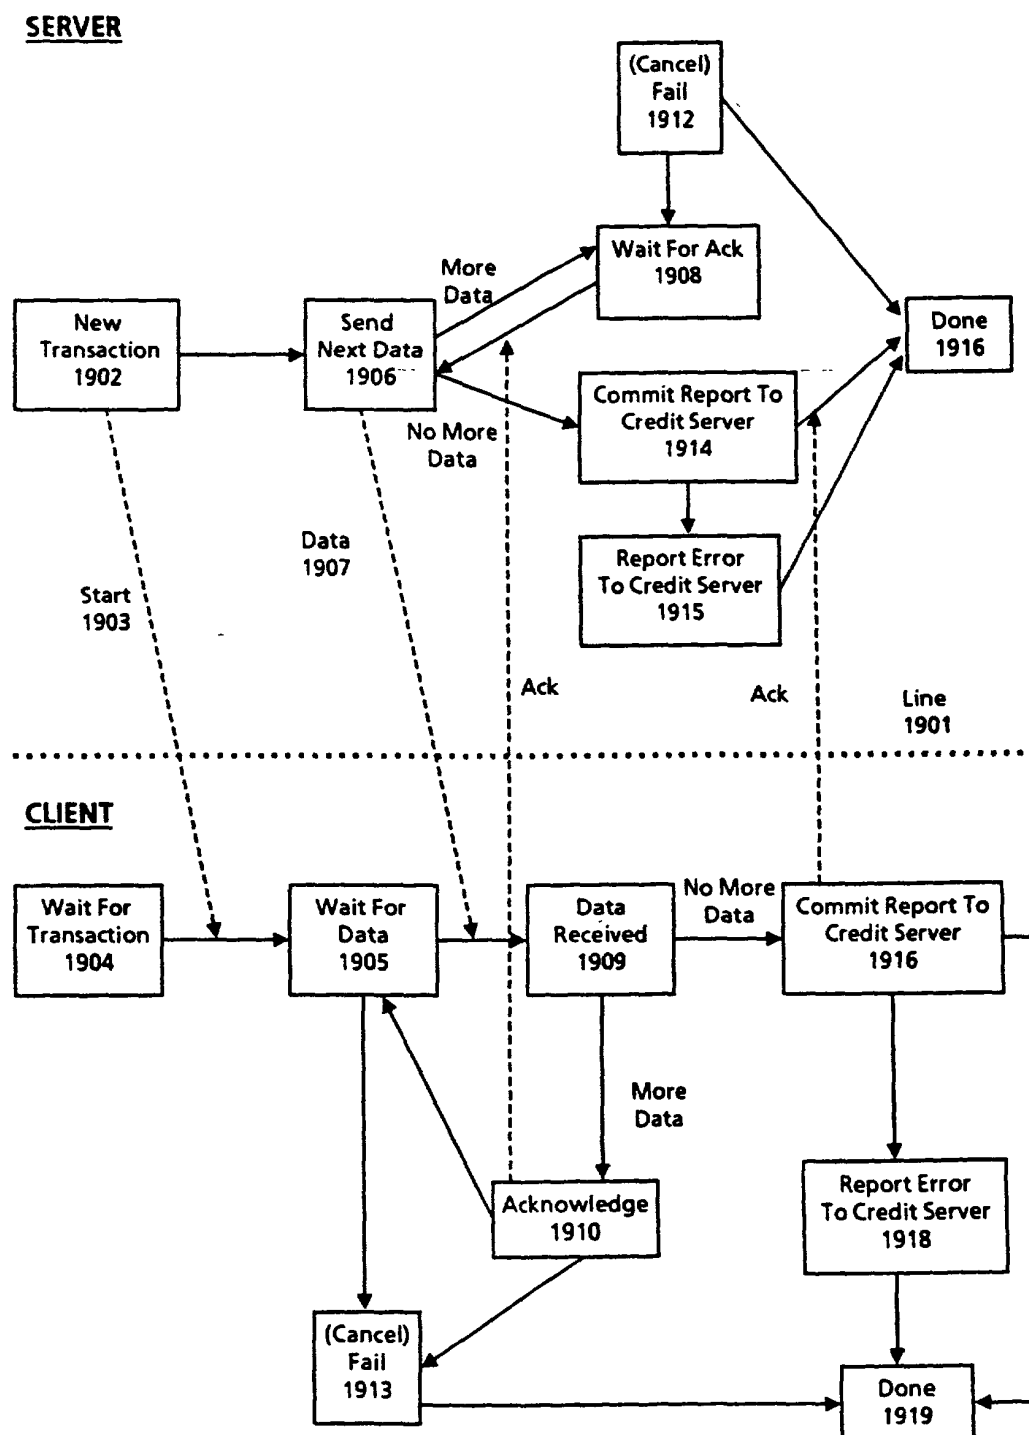 SERVER
(Cancel)
Fail
1912
Wait For Ack
1908
More
Data
New
Transaction
1902
Send
Next Data
1906
Done
1916
Commit Report To
Credit Server
1914
No More
Data
Data
1907
Report Error
To Credit Server
1915
Start
1903
Ack
Ack
Line
1901
CLIENT
Wait For
Transaction
1904
Wait For
Data
1905
Data
Received
1909
No More
Data
Commit Report To
Credit Server
1916
More
Data
Acknowledge
1910
Report Error
To Credit Server
1918
(Cancel)
Fail
1913
Done
1919